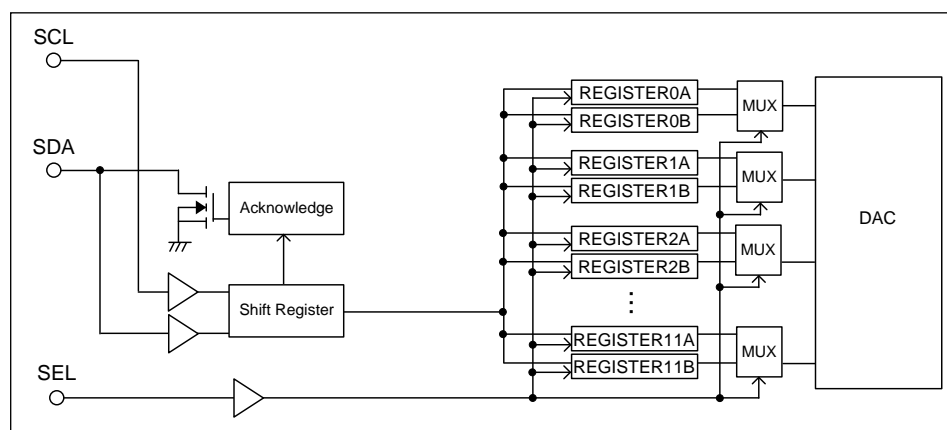 SCL
SDA
SEL
Acknowledge
Shift Register
REGISTER0A
REGISTER0B
REGISTER1A
REGISTER1B
REGISTER2A
REGISTER2B
REGISTER11A
REGISTER11B
MUX
MUX
MUX
MUX
DAC